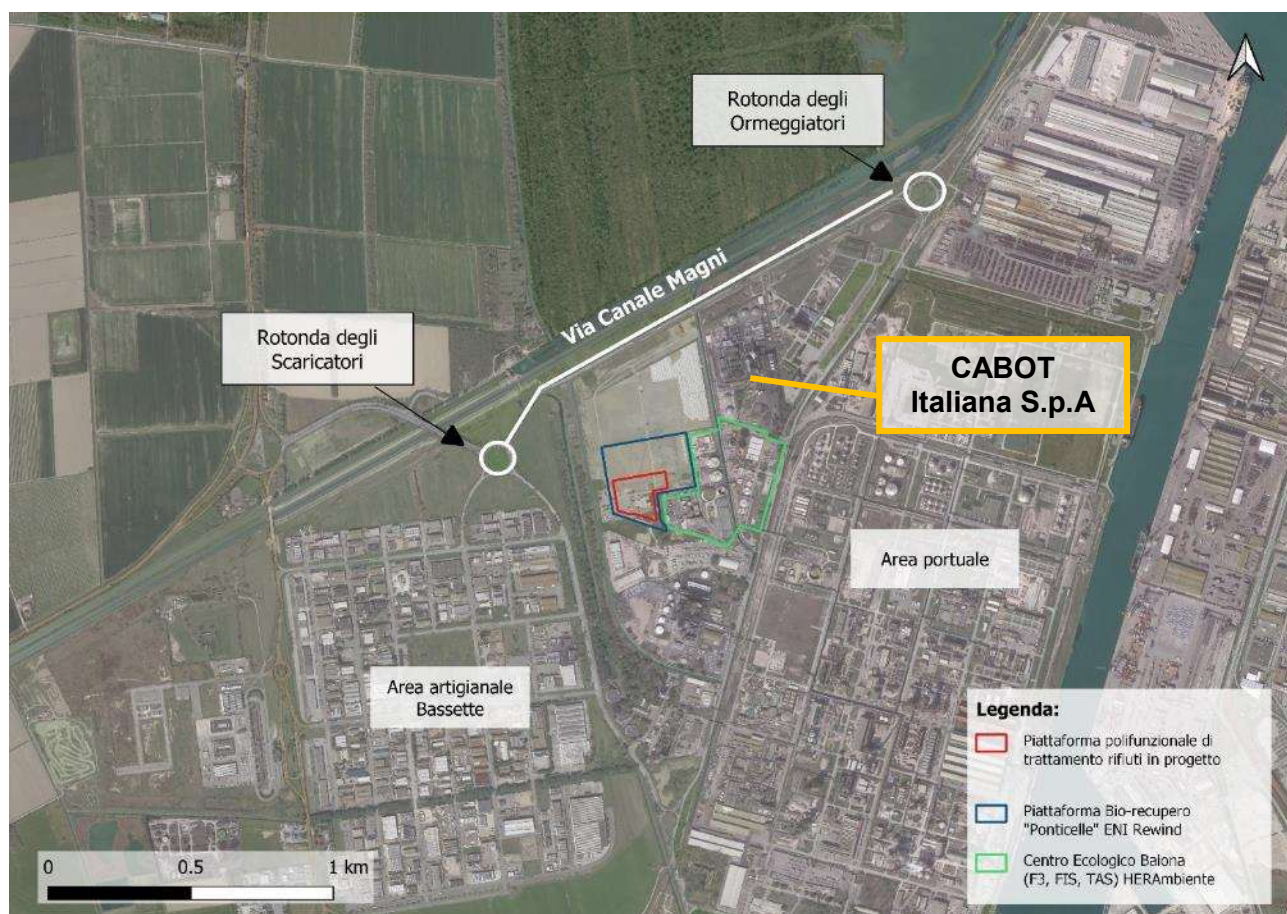 Rotonda degli
Ormeggiatori
Via Canale Magni
Rotonda degli
Scaricatori
CABOT
Italiana S.p.A
Area portuale
Area artigianale
Bassette
Legenda:
Piattaforma polifunzionale di
trattamento rifiuti in progetto
Piattaforma Bio-recupero
"Ponticelle" ENI Rewind
Centro Ecologico Baiona
(F3, FIS, TAS) HERAmbiente
0 0.5 1 km